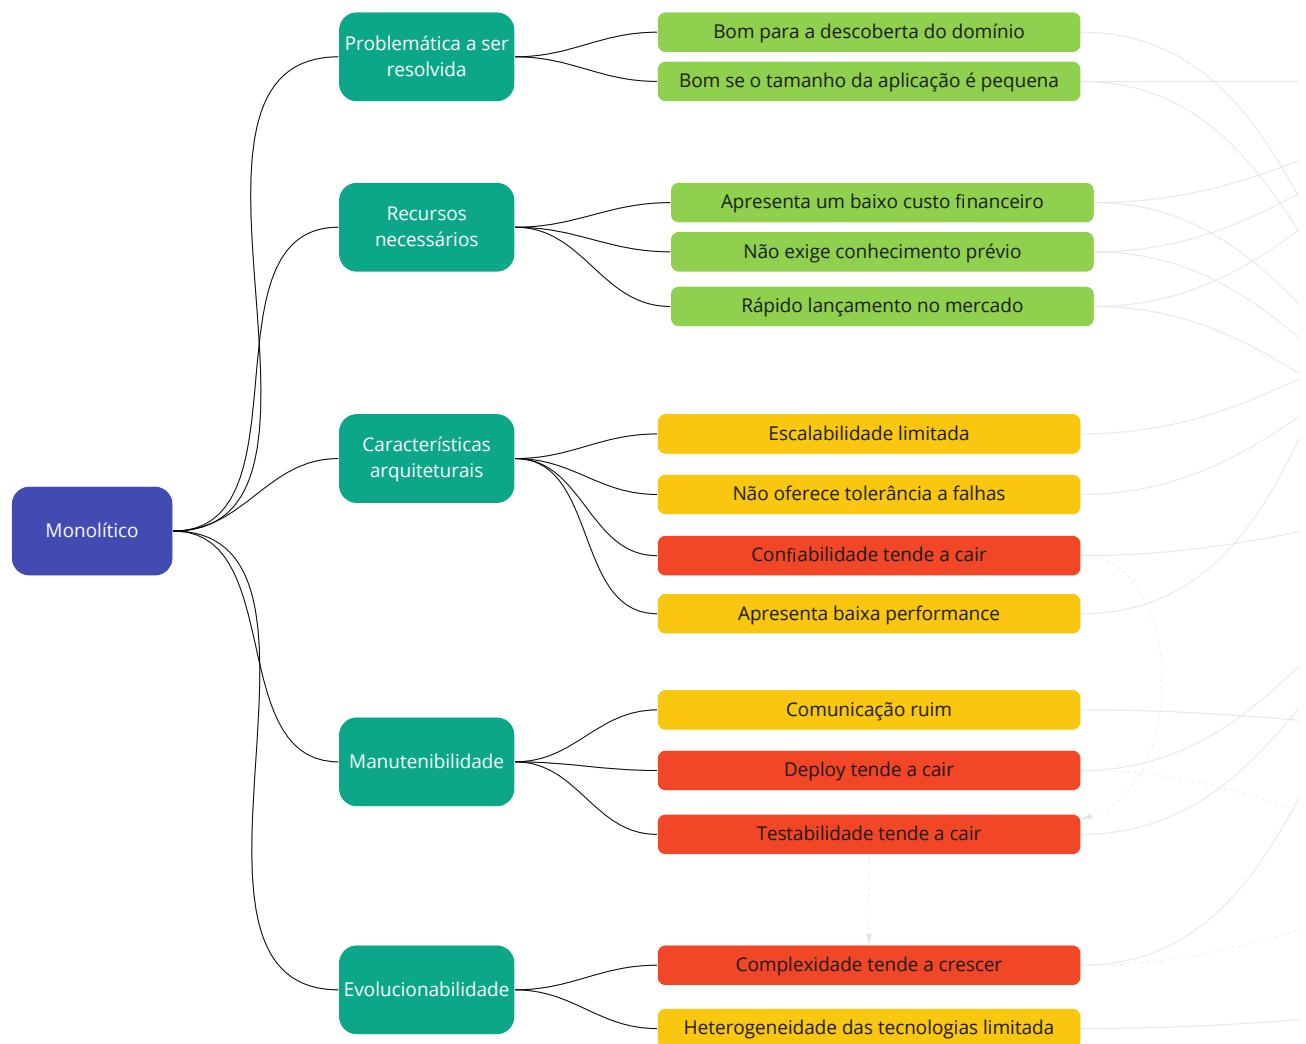 Monolítico
Problemática a ser
resolvida
Bom para a descoberta do domínio
Bom se o tamanho da aplicação é pequena
Recursos
necessários
Apresenta um baixo custo financeiro
Não exige conhecimento prévio
Rápido lançamento no mercado
Características
arquiteturais
Escalabilidade limitada
Não oferece tolerância a falhas
Confiabilidade tende a cair
Apresenta baixa performance
Manutenibilidade
Comunicação ruim
Deploy tende a cair
Testabilidade tende a cair
Evolucionabilidade
Complexidade tende a crescer
Heterogeneidade das tecnologias limitada